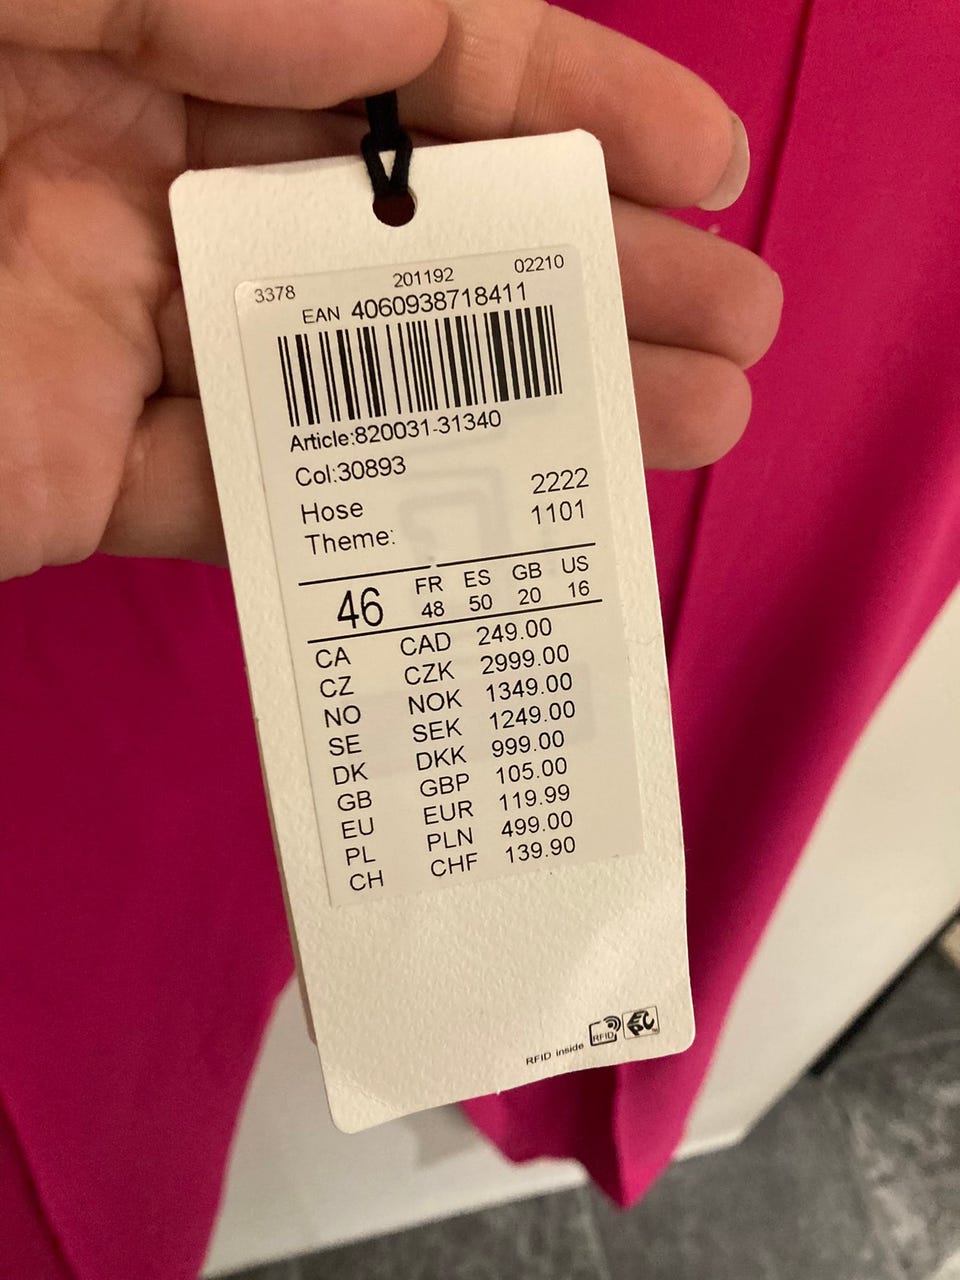 3378 201192 02210
EAN 4060938718411
Article:820031-31340
Col:30893
Hose 2222
Theme: 1101
46 FR 48 ES 50 GB 20 US 16
CA CAD 249.00
CZ CZK 2999.00
NO NOK 1349.00
SE SEK 1249.00
DK DKK 999.00
GB GBP 105.00
EU EUR 119.99
PL PLN 499.00
CH CHF 139.90
RFID inside RFID EPC